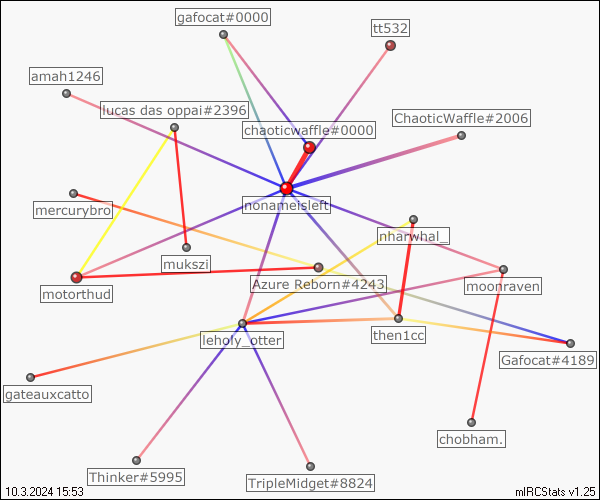 gafocat#0000
tt532
amah1246
lucas das oppai#2396
ChaoticWaffle#2006
chaoticwaffle#0000
nonameisleft
mercurybro
nharwhal_
mukszi
motorthud
Azure Reborn#4243
moonraven
leholy_otter
then1cc
Gafocat#4189
gateauxcatto
chobham.
Thinker#5995
TripleMidget#8824
10.3.2024 15:53
mIRCStats v1.25